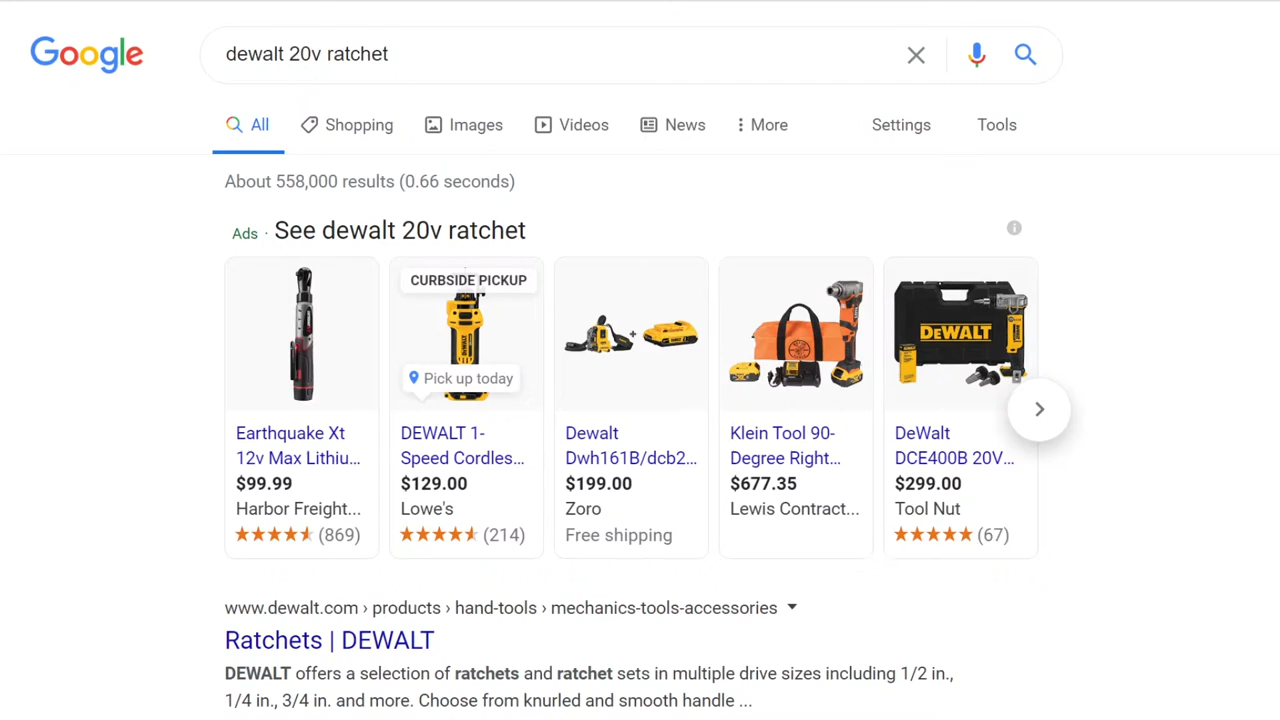 Google
dewalt 20v ratchet
All
Shopping
Images
Videos
News
More
Settings
Tools
About 558,000 results (0.66 seconds)
Ads · See dewalt 20v ratchet
Earthquake Xt
12v Max Lithiu...
$99.99
Harbor Freight...
(869)
CURBSIDE PICKUP
DEWALT
Pick up today
DEWALT 1-
Speed Cordles...
$129.00
Lowe's
(214)
+
Dewalt
Dwh161B/dcb2...
$199.00
Zoro
Free shipping
Klein Tool 90-
Degree Right...
$677.35
Lewis Contract...
DEWALT
DeWalt
DCE400B 20V...
$299.00
Tool Nut
(67)
www.dewalt.com › products › hand-tools › mechanics-tools-accessories
Ratchets | DEWALT
DEWALT offers a selection of ratchets and ratchet sets in multiple drive sizes including 1/2 in.,
1/4 in., 3/4 in. and more. Choose from knurled and smooth handle ...